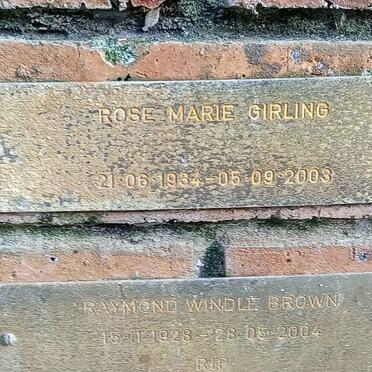 ROSE MARIE GIRLING
21-06-1934-05-09-2003
RAYMOND WINDLE BROWN
15-11-1928-28-05-2004
RIP